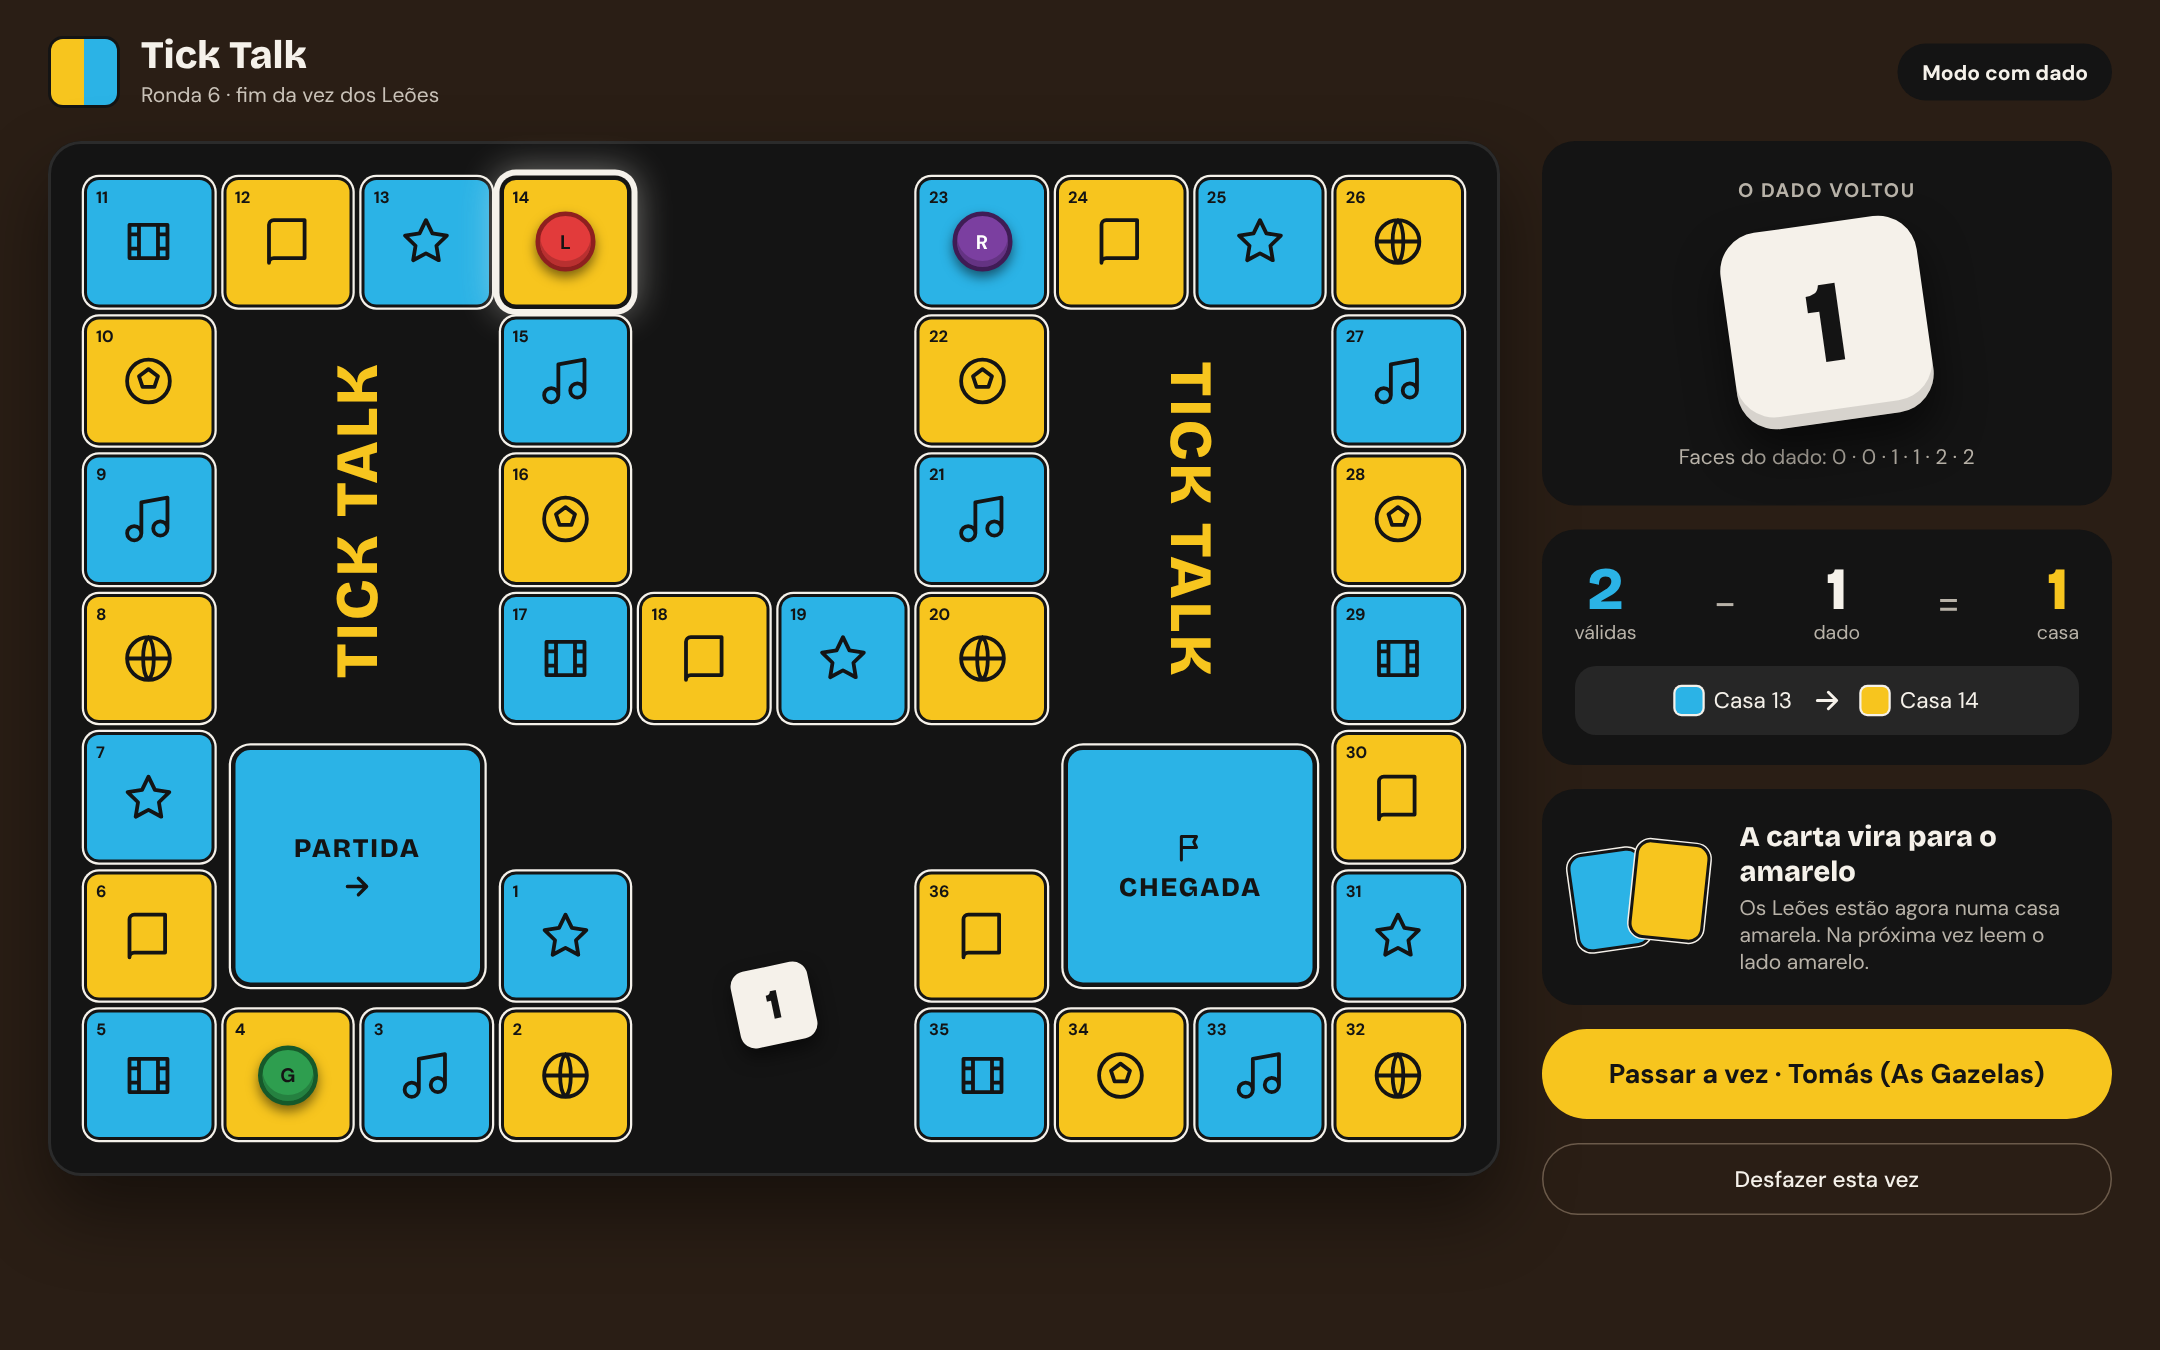 Tick Talk
Ronda 6 · fim da vez dos Leões
Modo com dado
11
12
13
14
L
23
R
24
25
26
10
15
22
27
9
16
21
28
TICK TALK
TICK TALK
8
17
18
19
20
29
7
PARTIDA
CHEGADA
30
6
1
36
31
5
4
G
3
2
1
35
34
33
32
O DADO VOLTOU
1
Faces do dado: 0 · 0 · 1 · 1 · 2 · 2
2 – 1 = 1
válidas dado casa
Casa 13 → Casa 14
A carta vira para o
amarelo
Os Leões estão agora numa casa
amarela. Na próxima vez leem o
lado amarelo.
Passar a vez · Tomás (As Gazelas)
Desfazer esta vez